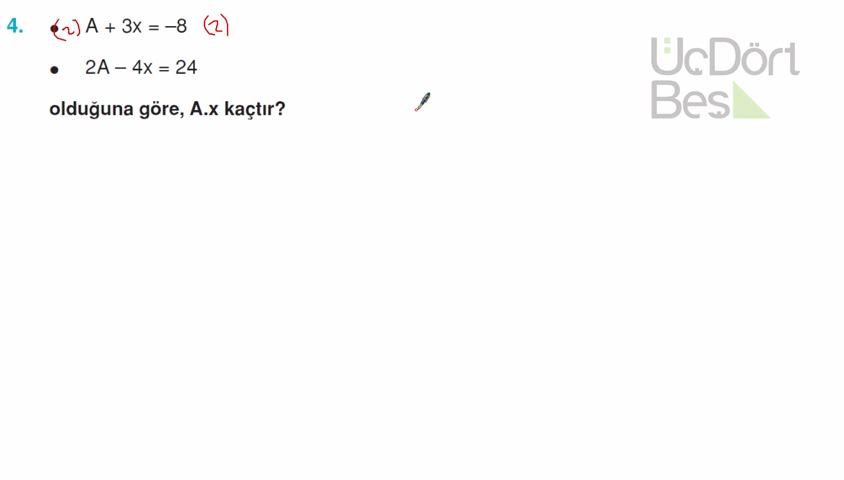 4. • (2) A + 3x = –8 (2)
• 2A – 4x = 24
olduğuna göre, A.x kaçtır?
ÜçDört
Beş